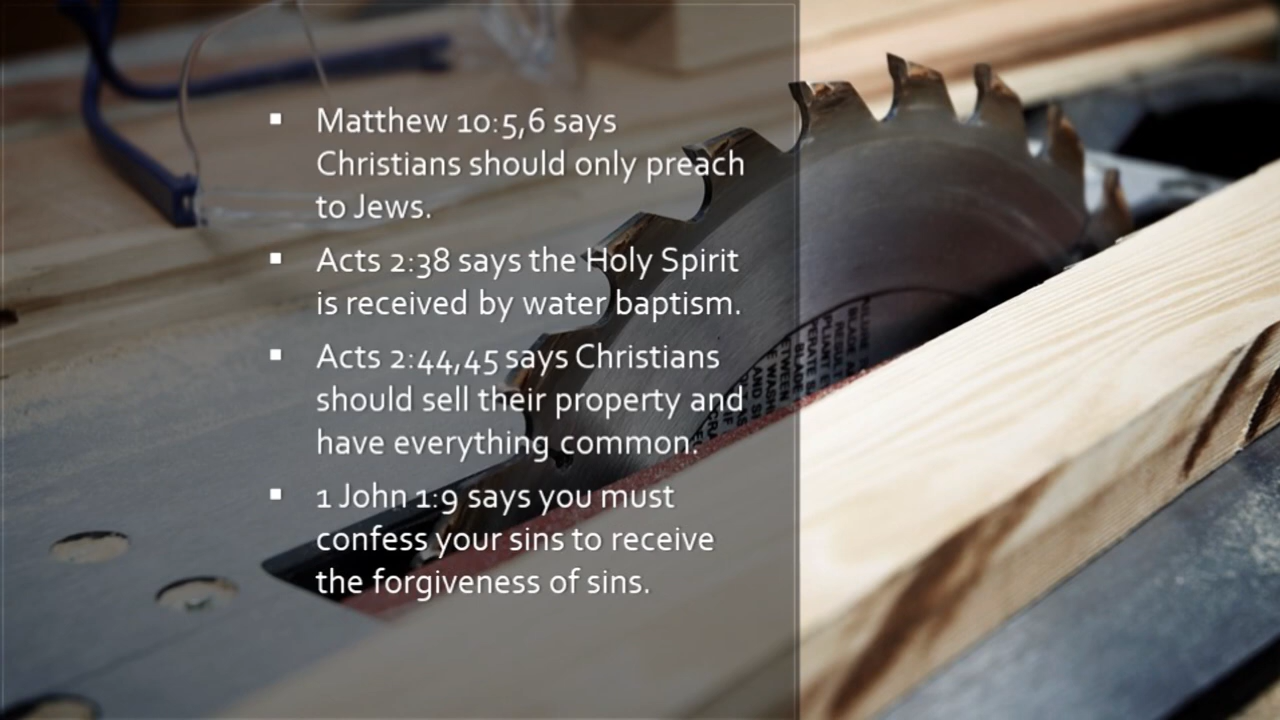 ▪ Matthew 10:5,6 says
Christians should only preach
to Jews.
▪ Acts 2:38 says the Holy Spirit
is received by water baptism.
▪ Acts 2:44,45 says Christians
should sell their property and
have everything common.
▪ 1 John 1:9 says you must
confess your sins to receive
the forgiveness of sins.